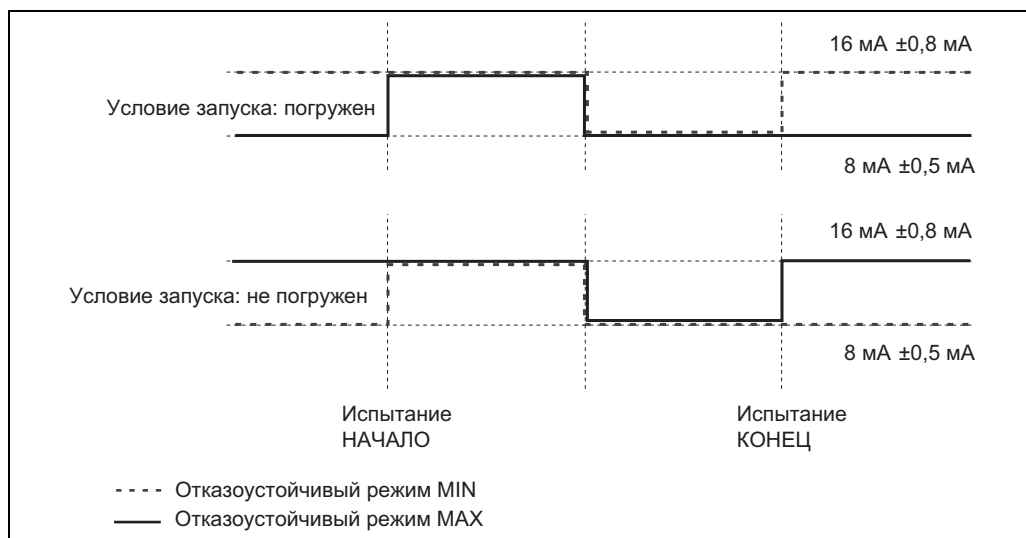 16 мА ±0,8 мА
Условие запуска: погружен
8 мА ±0,5 мА
16 мА ±0,8 мА
Условие запуска: не погружен
8 мА ±0,5 мА
Испытание
НАЧАЛО
Испытание
КОНЕЦ
Отказоустойчивый режим MIN
Отказоустойчивый режим MAX